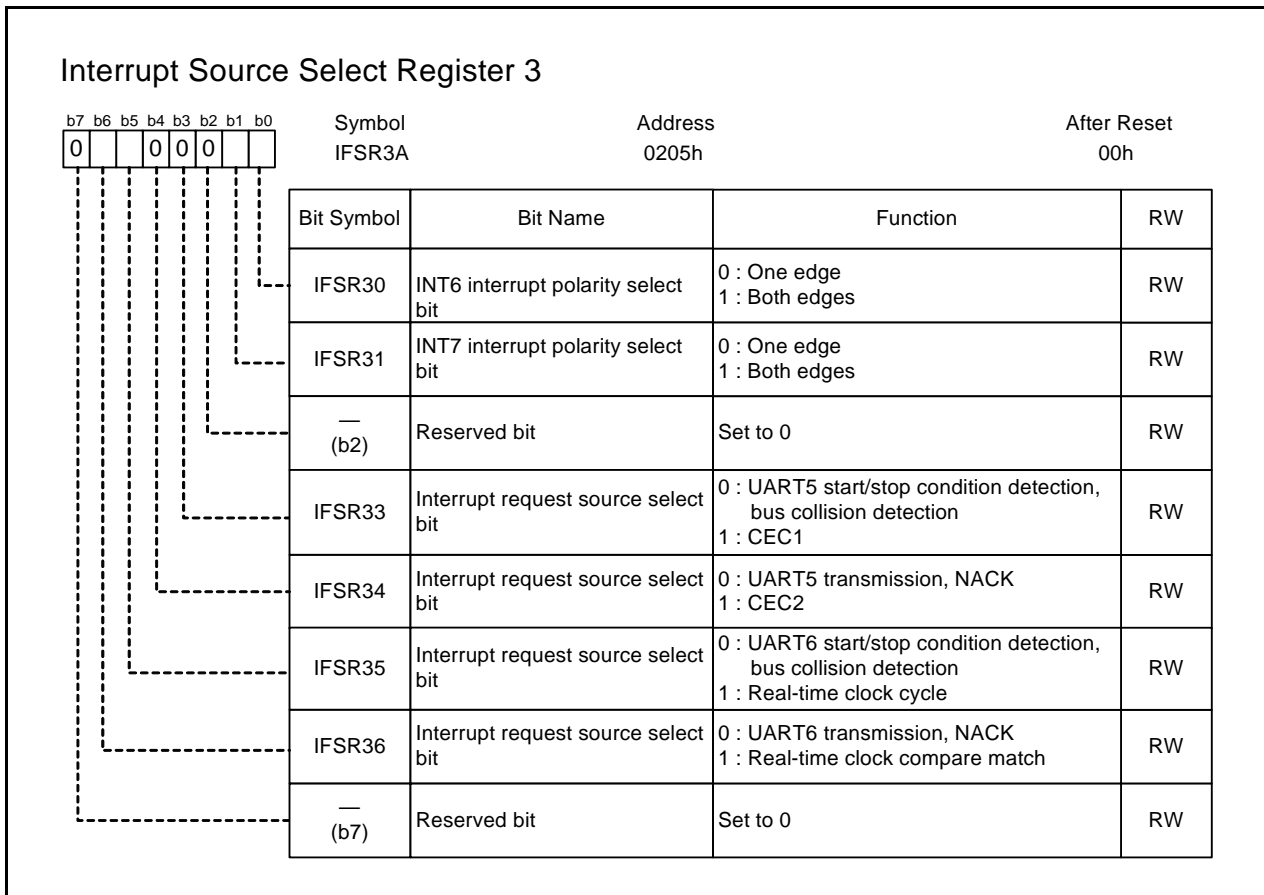 Interrupt Source Select Register 3
b7 b6 b5 b4 b3 b2 b1 b0
0 0 0 0
Symbol Address After Reset
IFSR3A 0205h 00h
Bit Symbol Bit Name Function RW
IFSR30 INT6 interrupt polarity select bit 0 : One edge 1 : Both edges RW
IFSR31 INT7 interrupt polarity select bit 0 : One edge 1 : Both edges RW
— (b2) Reserved bit Set to 0 RW
IFSR33 Interrupt request source select bit 0 : UART5 start/stop condition detection, bus collision detection 1 : CEC1 RW
IFSR34 Interrupt request source select bit 0 : UART5 transmission, NACK 1 : CEC2 RW
IFSR35 Interrupt request source select bit 0 : UART6 start/stop condition detection, bus collision detection 1 : Real-time clock cycle RW
IFSR36 Interrupt request source select bit 0 : UART6 transmission, NACK 1 : Real-time clock compare match RW
— (b7) Reserved bit Set to 0 RW